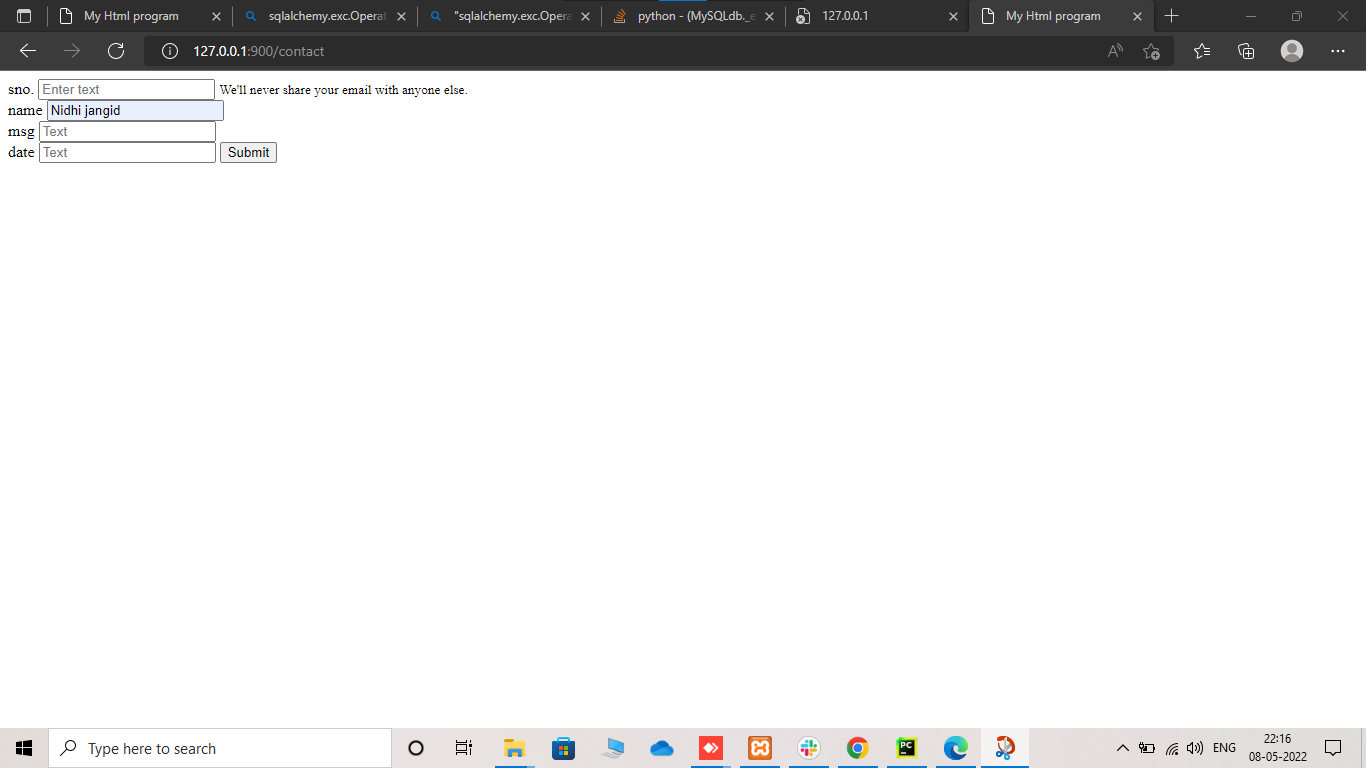 My Html program
sqlalchemy.exc.Operat
"sqlalchemy.exc.Opera
python - (MySQLdb._e
127.0.0.1
My Html program
127.0.0.1:900/contact
sno. Enter text We'll never share your email with anyone else.
name Nidhi jangid
msg Text
date Text Submit
Type here to search
PC
ENG
22:16
08-05-2022